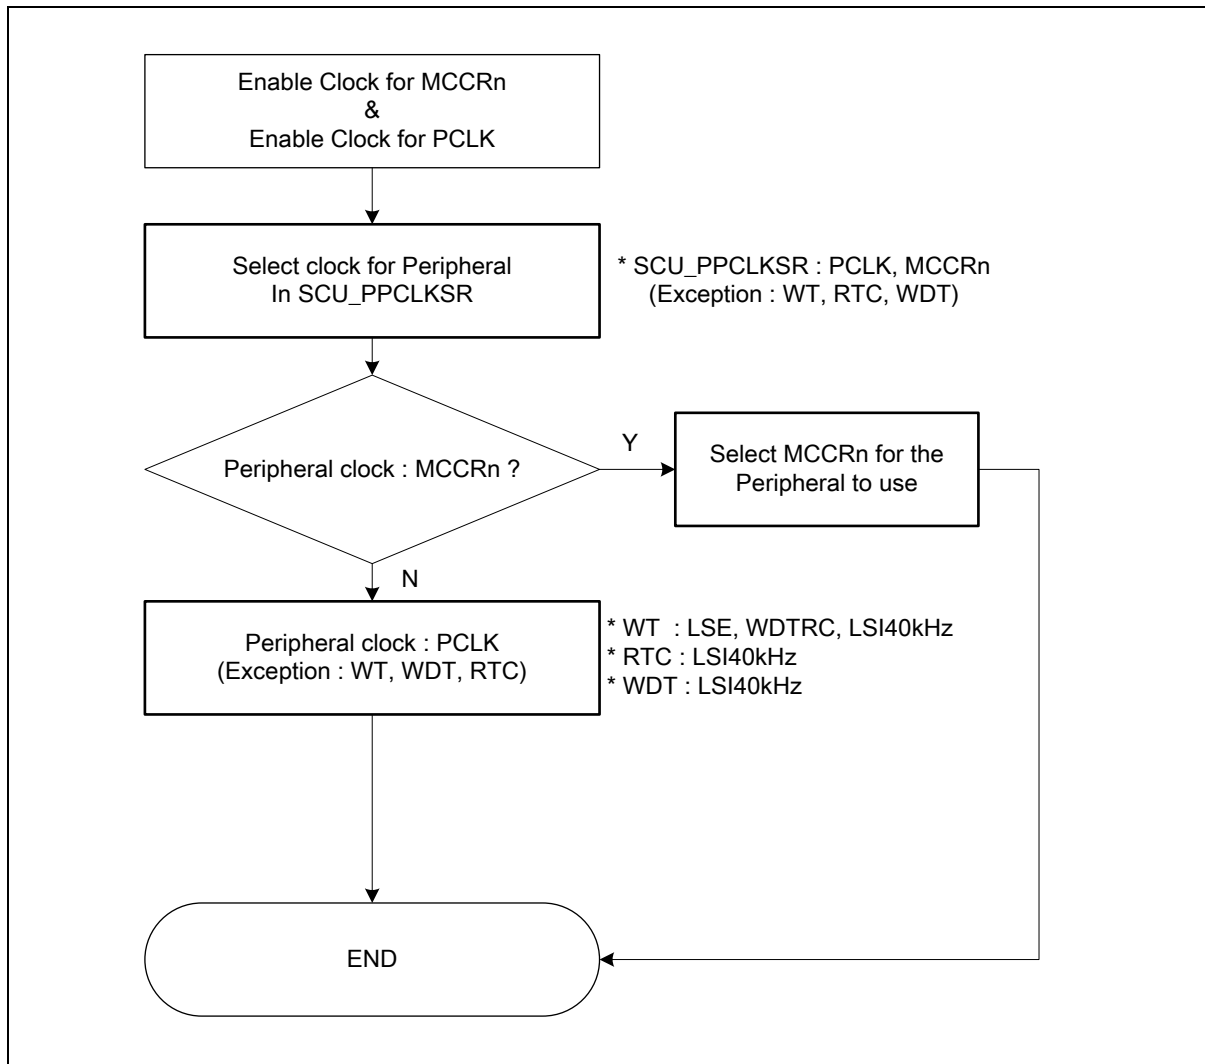 Enable Clock for MCCRn
&
Enable Clock for PCLK
Select clock for Peripheral
In SCU_PPCLKSR
* SCU_PPCLKSR : PCLK, MCCRn
(Exception : WT, RTC, WDT)
Peripheral clock : MCCRn ?
Y
Select MCCRn for the
Peripheral to use
N
Peripheral clock : PCLK
(Exception : WT, WDT, RTC)
* WT : LSE, WDTRC, LSI40kHz
* RTC : LSI40kHz
* WDT : LSI40kHz
END